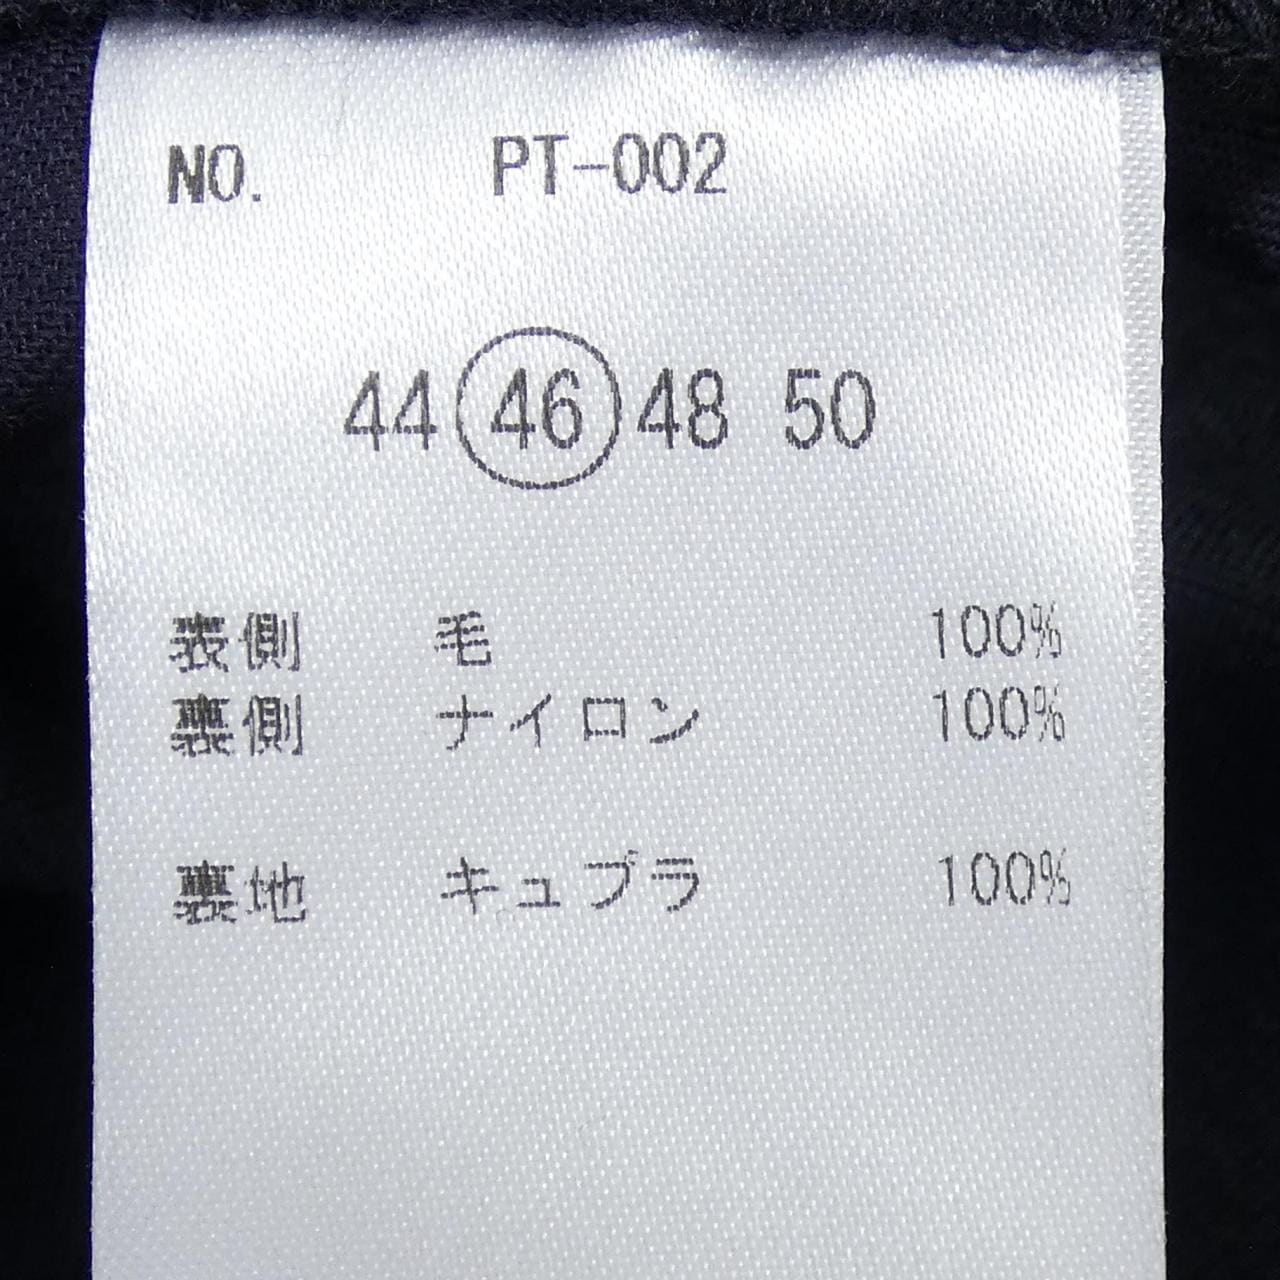 NO. PT-002
44 46 48 50
表側 毛 100%
裏側 ナイロン 100%
裏地 キュプラ 100%